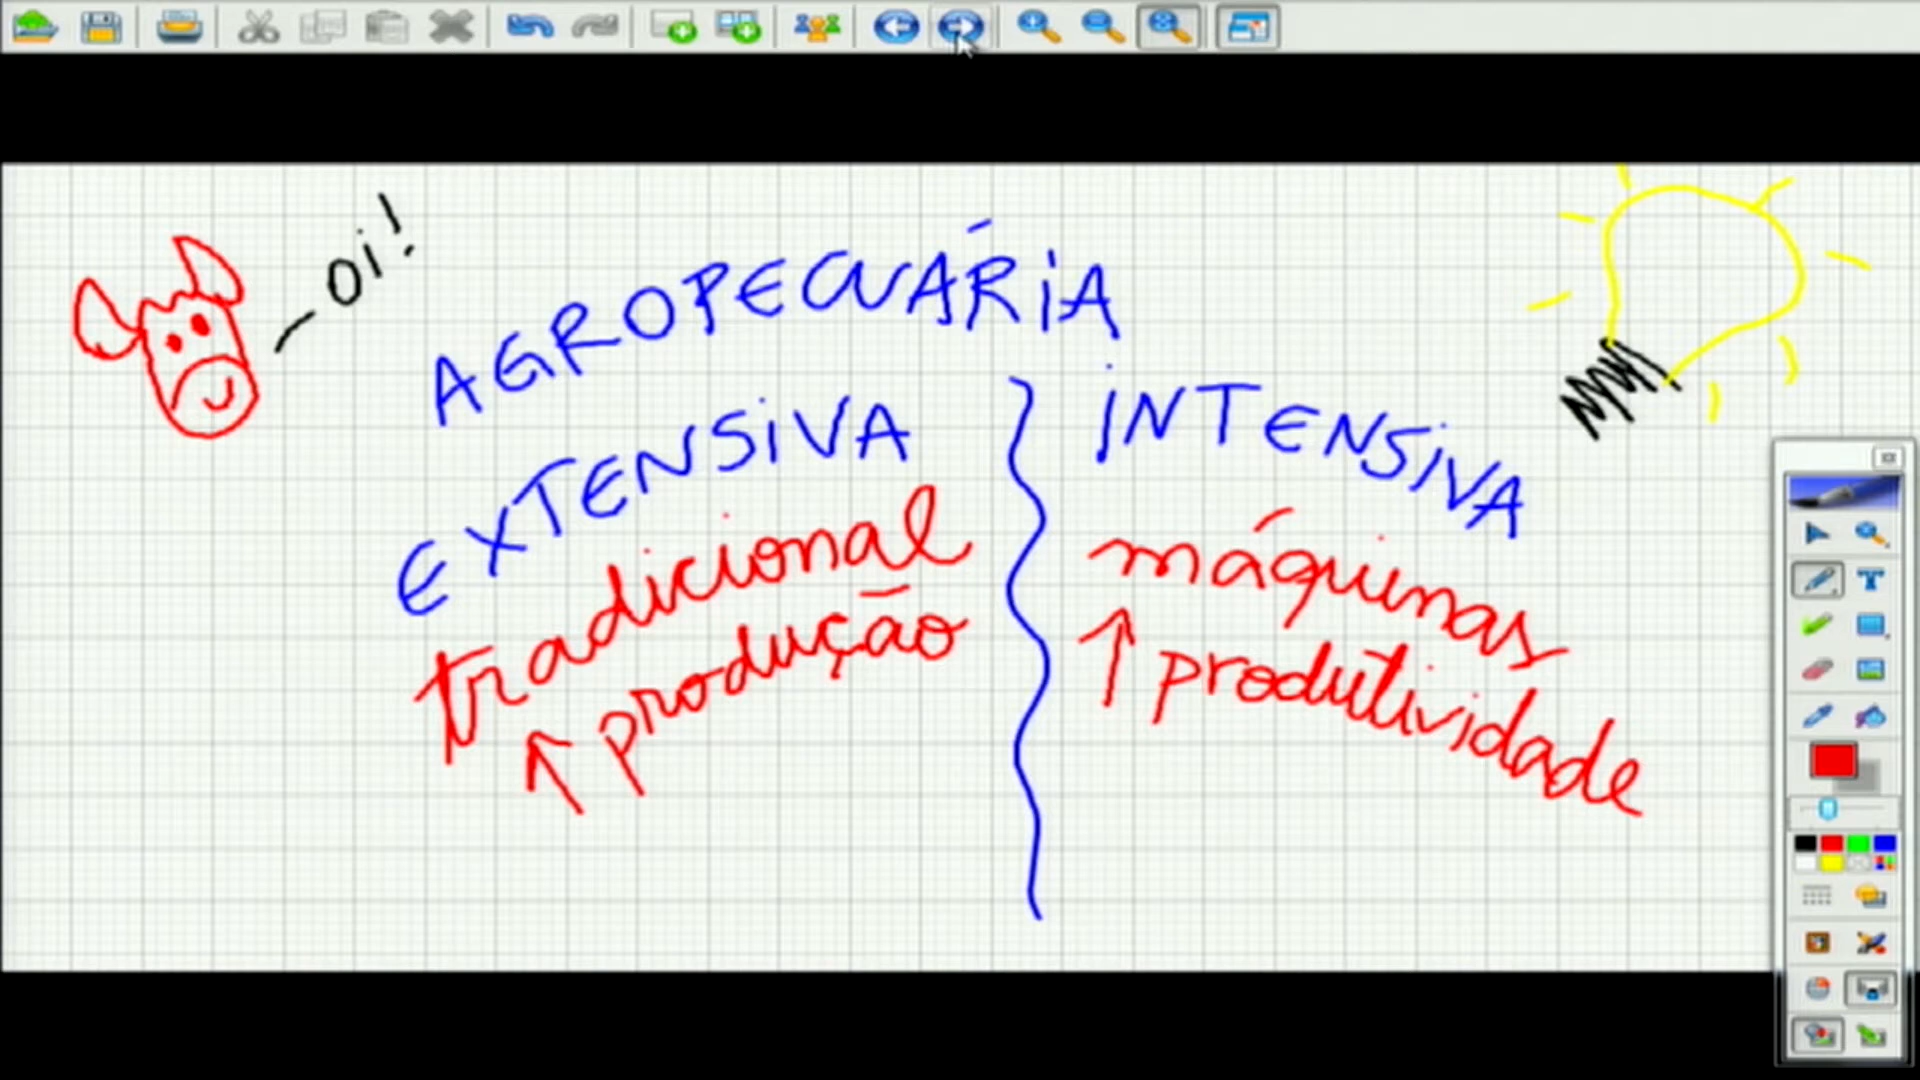 oi!
AGROPECUÁRIA
EXTENSIVA
tradicional
↑ produção
INTENSIVA
máquinas
↑ produtividade